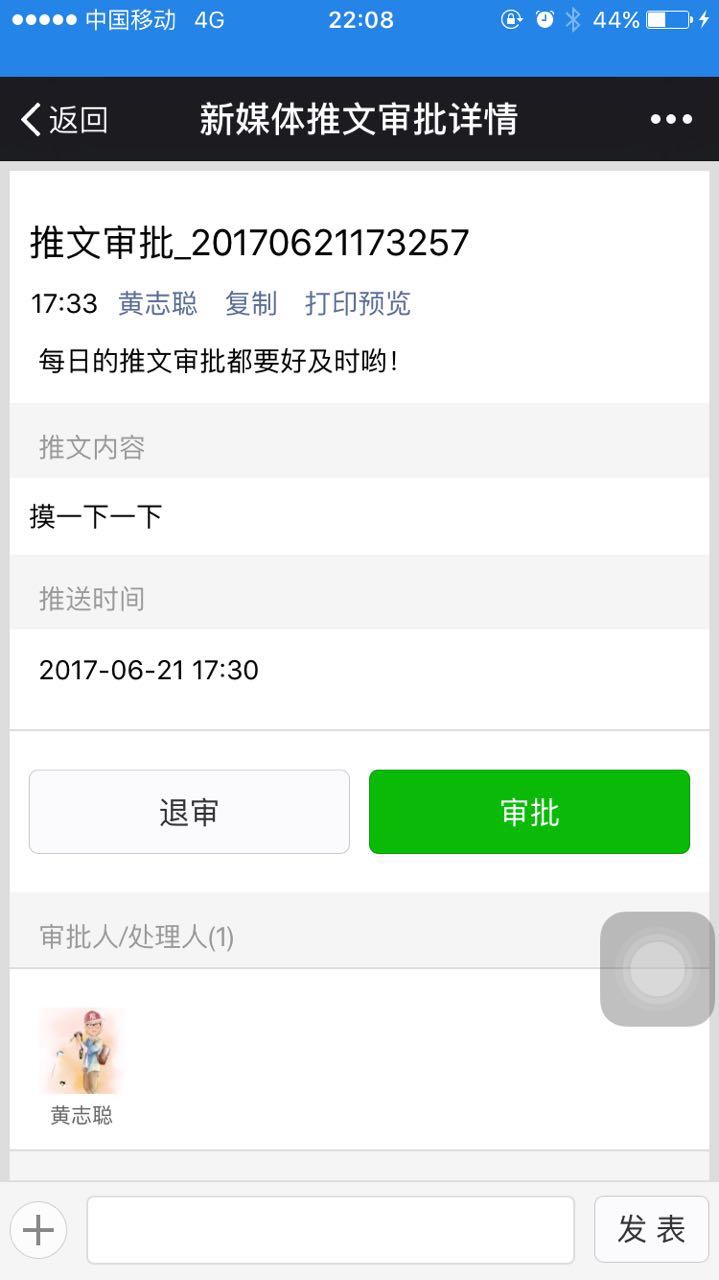 中国移动 4G 22:08 44%
返回 新媒体推文审批详情
推文审批_20170621173257
17:33 黄志聪 复制 打印预览
每日的推文审批都要好及时哟!
推文内容
摸一下一下
推送时间
2017-06-21 17:30
退审 审批
审批人/处理人(1)
黄志聪
发 表